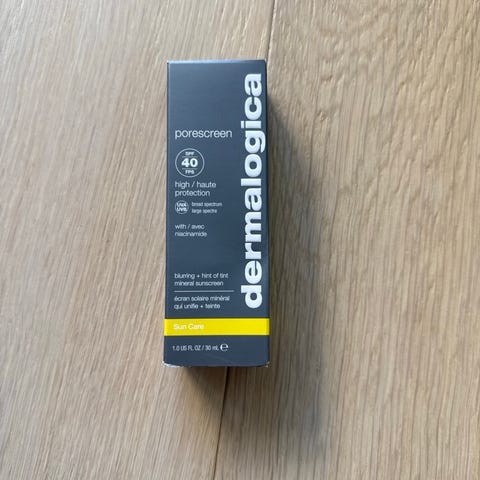 porescreen
SPF
40
FPS
high / haute
protection
UVA
UVB
broad spectrum
large spectre
with / avec
niacinamide
blurring + hint of tint
mineral sunscreen
écran solaire minéral
qui unifie + teinte
Sun Care
1.0 US FL OZ / 30 mL ℮
dermalogica